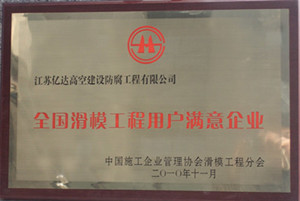 江苏亿达高空建设防腐工程有限公司
全国滑模工程用户满意企业
中国施工企业管理协会滑模工程分会
二〇一〇年十一月